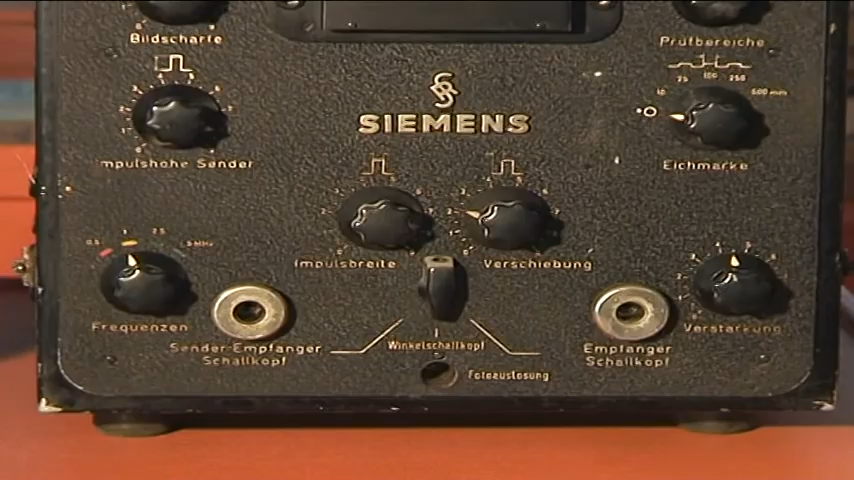 Bildschärfe
Prüfbereiche
75 100 250
10
500 mm
SIEMENS
Impulshöhe Sender
Eichmarke
Impulsbreite
Verschiebung
0.5 1 2.5 5 MHz
Frequenzen
Verstärkung
Sender-Empfänger
Schallkopf
Winkelschallkopf
Empfänger
Schallkopf
Fotoauslösung